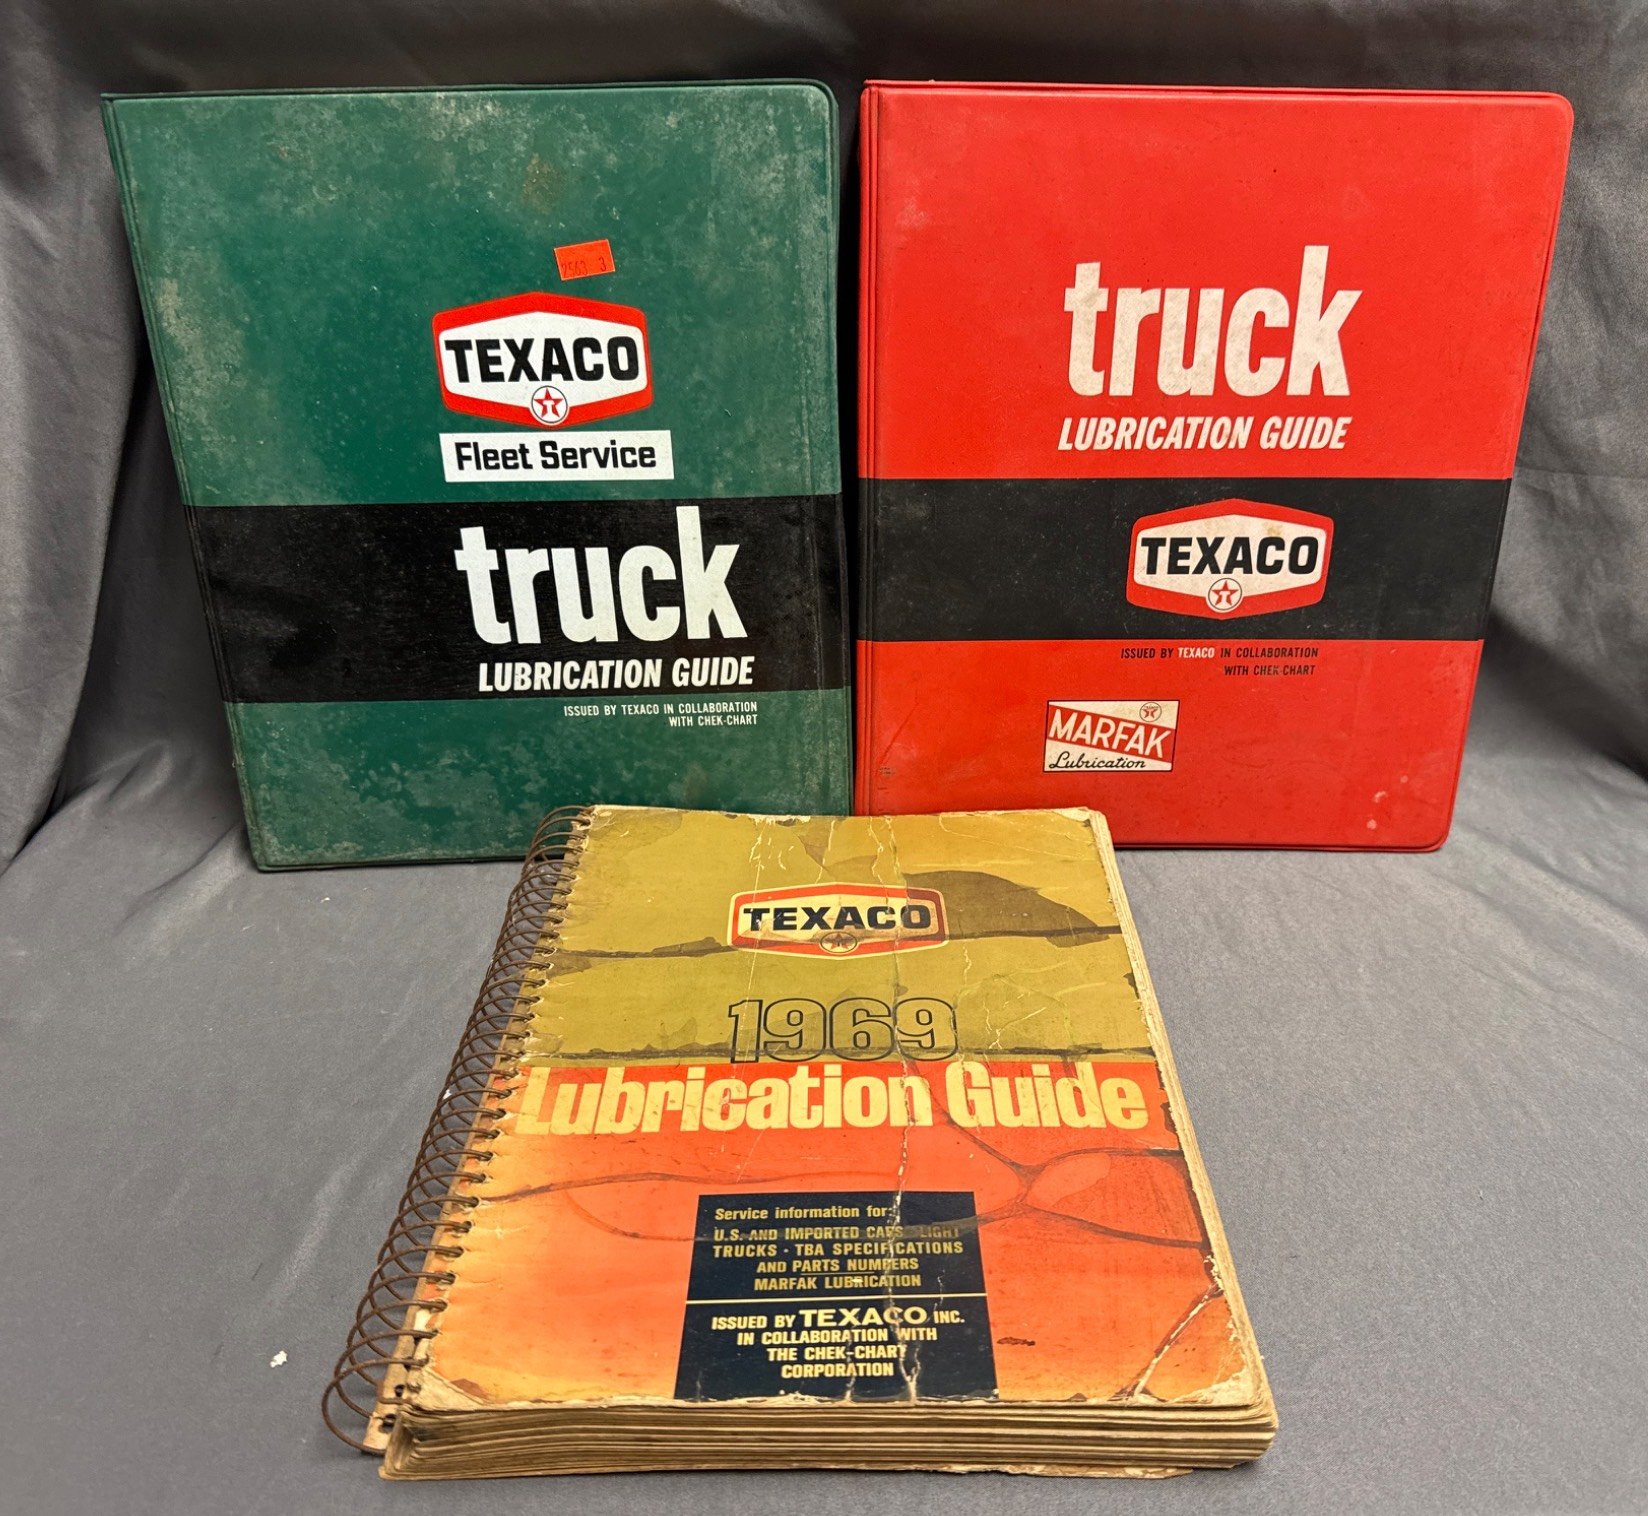 2563 3
TEXACO
T
Fleet Service
truck
LUBRICATION GUIDE
ISSUED BY TEXACO IN COLLABORATION
WITH CHEK-CHART
truck
LUBRICATION GUIDE
TEXACO
T
ISSUED BY TEXACO IN COLLABORATION
WITH CHEK-CHART
MARFAK
Lubrication
TEXACO
T
1969
Lubrication Guide
Service information for:
U.S. AND IMPORTED CARS LIGHT
TRUCKS · TBA SPECIFICATIONS
AND PARTS NUMBERS
MARFAK LUBRICATION
ISSUED BY TEXACO INC.
IN COLLABORATION WITH
THE CHEK-CHART
CORPORATION